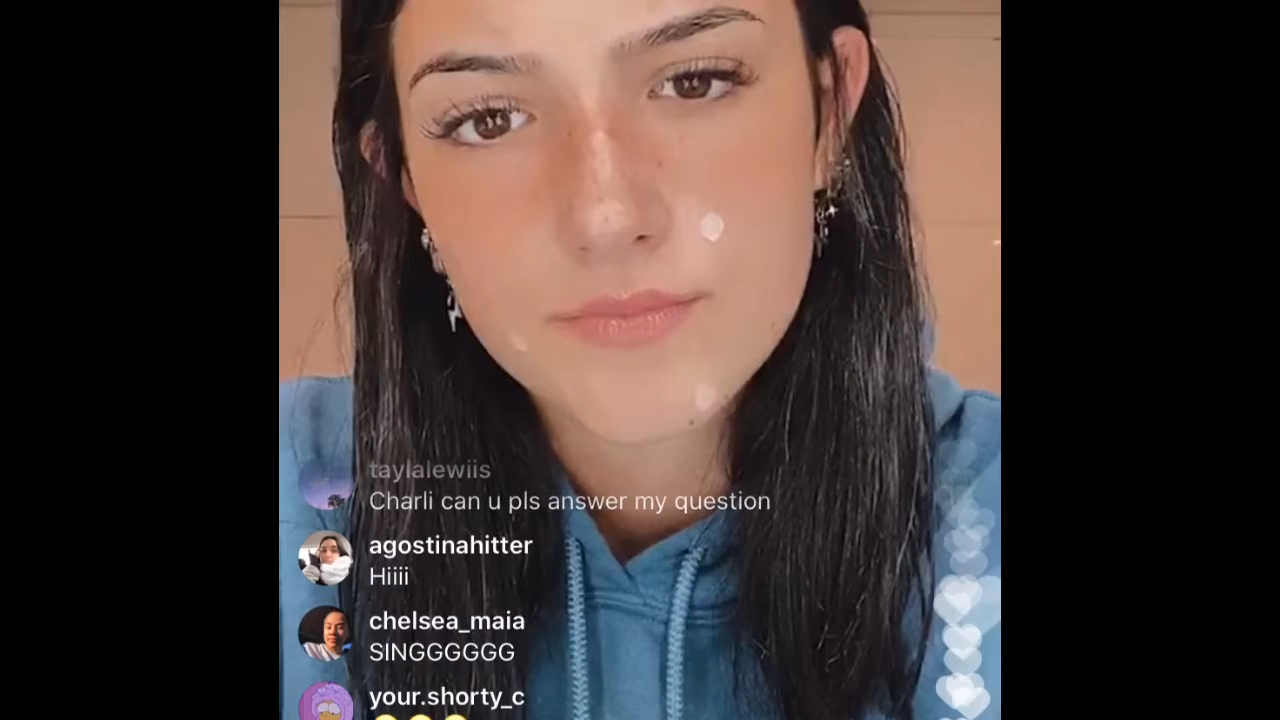 taylalewiis
Charli can u pls answer my question
agostinahitter
Hiiii
chelsea_maia
SINGGGGGG
your.shorty_c